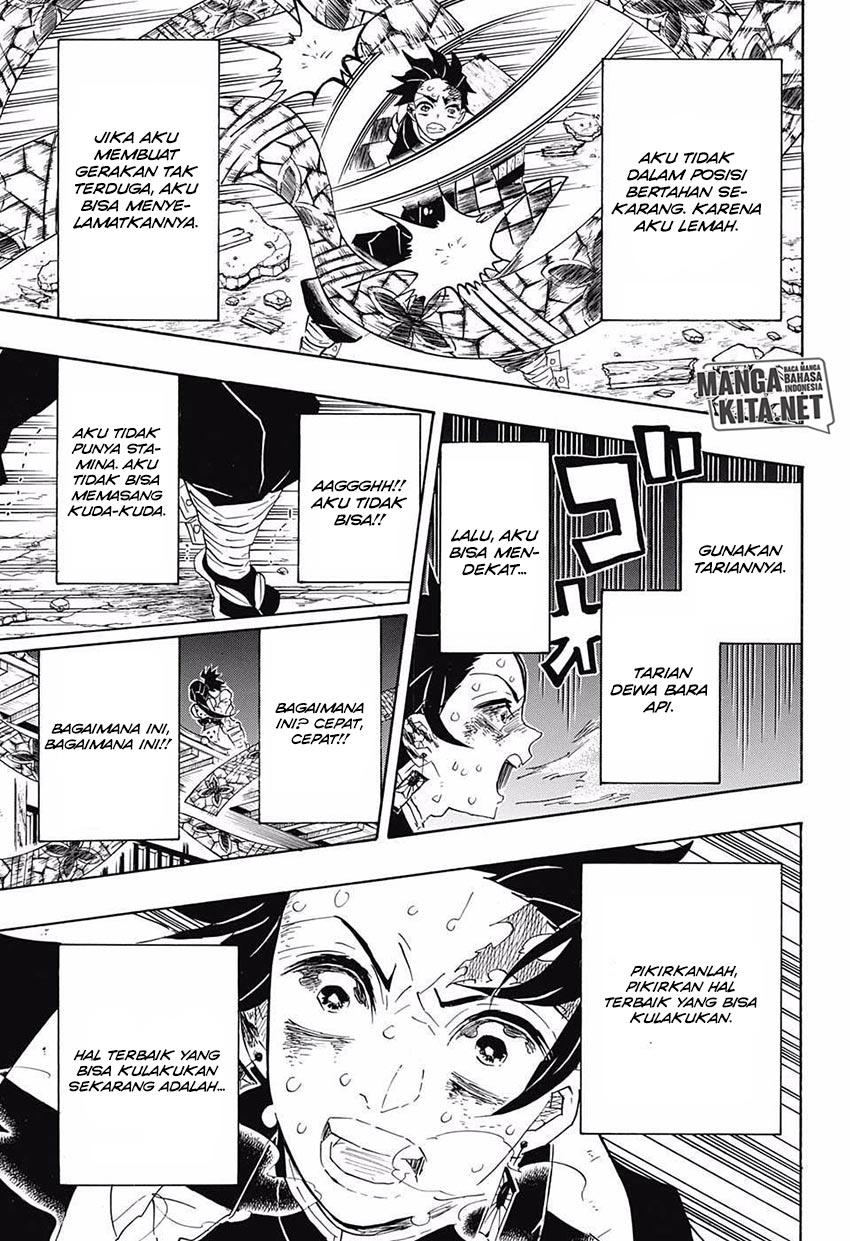 AKU TIDAK
DALAM POSISI
BERTAHAN SE-
KARANG. KARENA
AKU LEMAH.
JIKA AKU
MEMBUAT
GERAKAN TAK
TERDUGA, AKU
BISA MENYE-
LAMATKANNYA.
MANGA
KITA.NET
BACA MANGA
BAHASA
INDONESIA
GUNAKAN
TARIANNYA.
TARIAN
DEWA BARA
API.
LALU, AKU
BISA MEN-
DEKAT...
AAGGGHH!!
AKU TIDAK
BISA!!
AKU TIDAK
PUNYA STA-
MINA. AKU
TIDAK BISA
MEMASANG
KUDA-KUDA.
BAGAIMANA
INI? CEPAT,
CEPAT!!
BAGAIMANA INI,
BAGAIMANA INI!!
PIKIRKANLAH,
PIKIRKAN HAL
TERBAIK YANG BISA
KULAKUKAN.
HAL TERBAIK YANG
BISA KULAKUKAN
SEKARANG ADALAH...